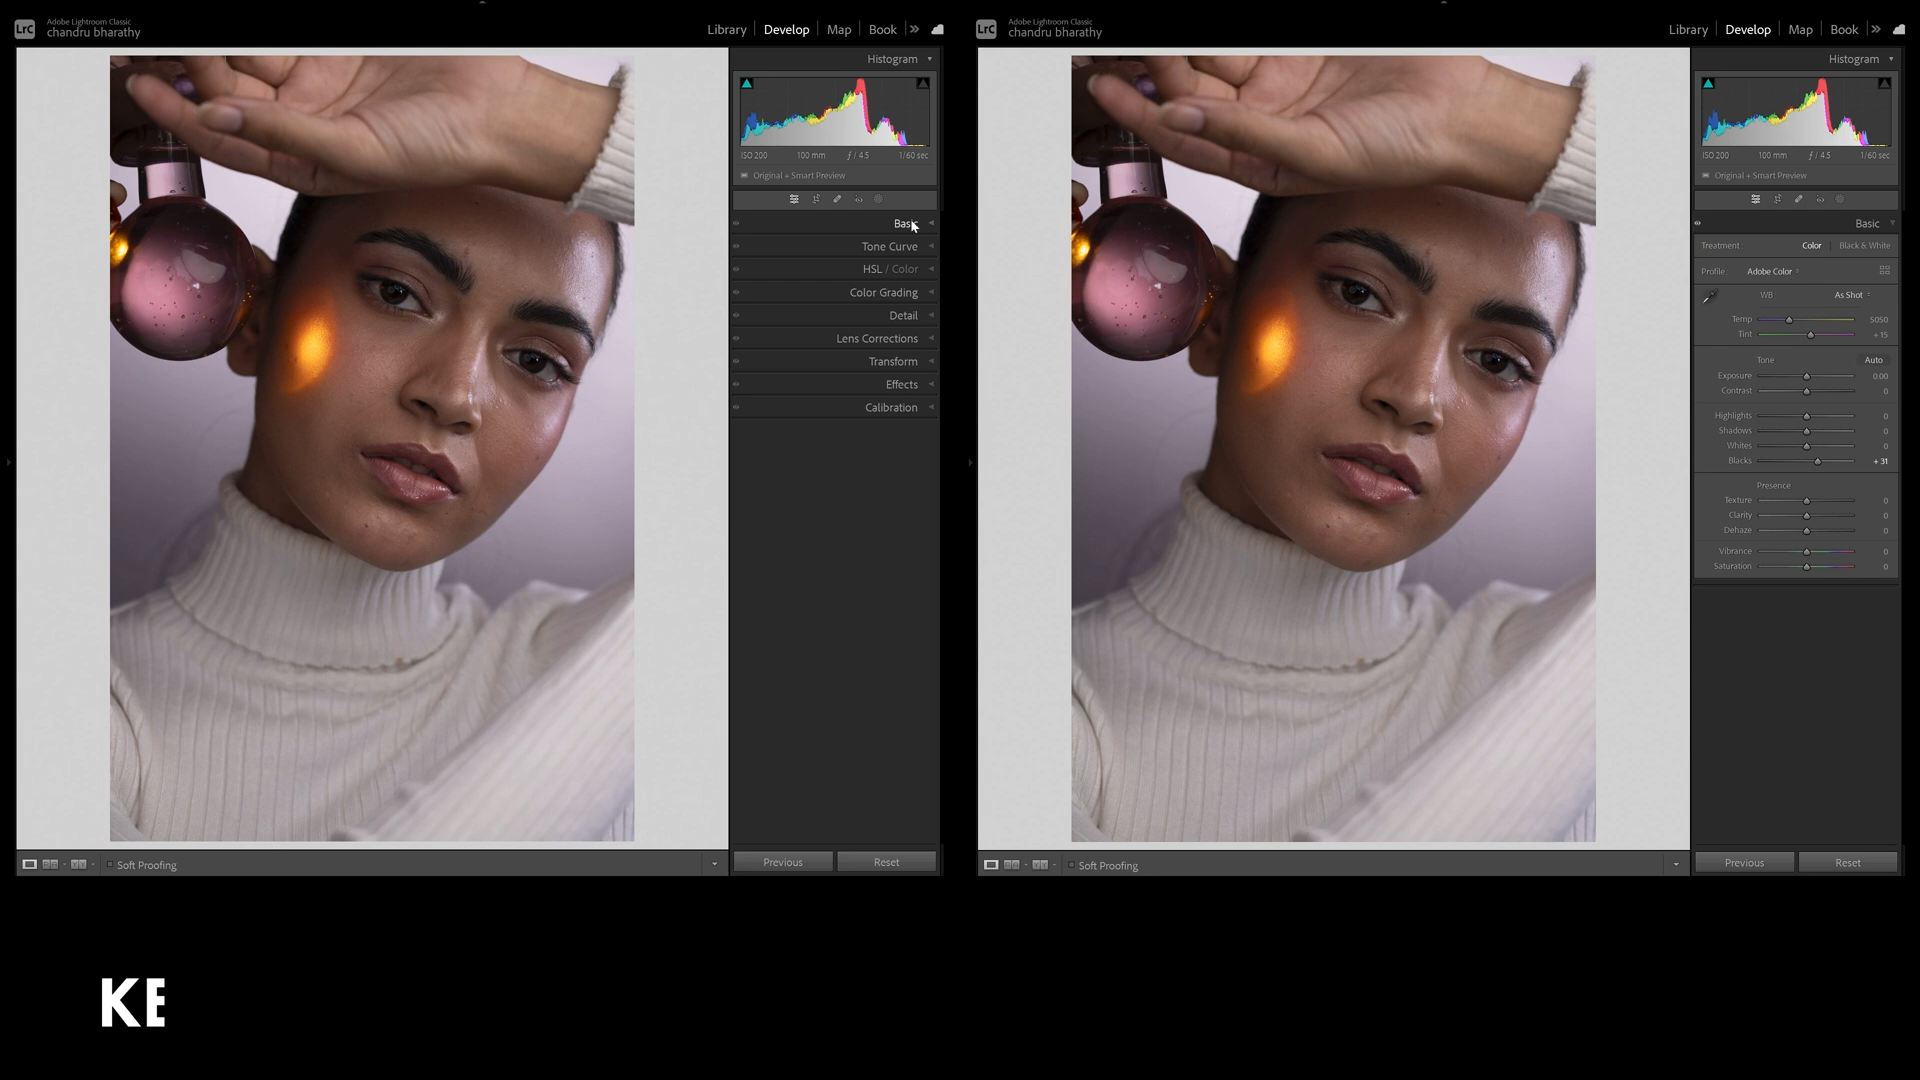 LrC
Adobe Lightroom Classic
chandru bharathy
Library | Develop | Map | Book
Histogram
ISO 200 100 mm ƒ / 4.5 1/60 sec
Original + Smart Preview
Basic
Tone Curve
HSL / Color
Color Grading
Detail
Lens Corrections
Transform
Effects
Calibration
Soft Proofing
Previous Reset
LrC
Adobe Lightroom Classic
chandru bharathy
Library | Develop | Map | Book
Histogram
ISO 200 100 mm ƒ / 4.5 1/60 sec
Original + Smart Preview
Basic
Treatment Color Black & White
Profile Adobe Color
WB As Shot
Temp 5050
Tint + 15
Tone Auto
Exposure 0.00
Contrast 0
Highlights 0
Shadows 0
Whites 0
Blacks + 31
Presence
Texture 0
Clarity 0
Dehaze 0
Vibrance 0
Saturation 0
Soft Proofing
Previous Reset
KE